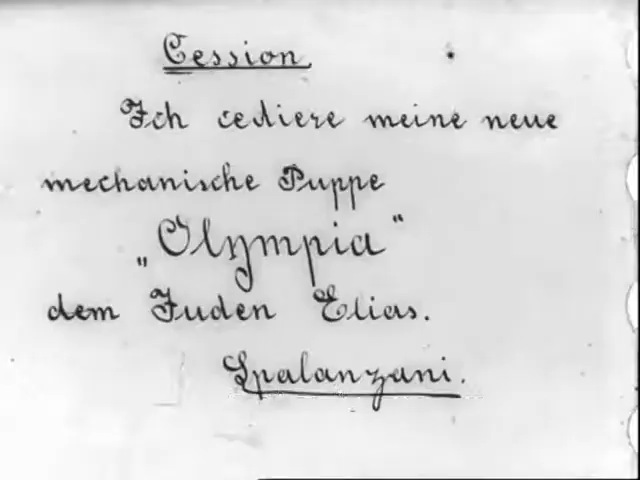 Cession.
Ich cediere meine neue
mechanische Puppe
„Olympia“
dem Juden Elias.
Spalanzani.